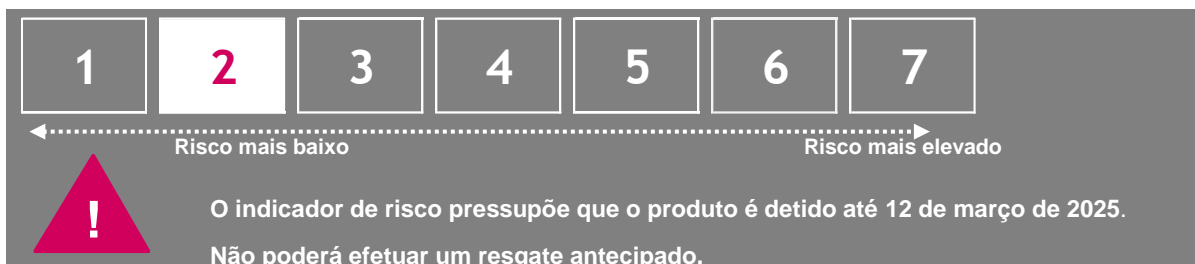 1 2 3 4 5 6 7
Risco mais baixo Risco mais elevado
! O indicador de risco pressupõe que o produto é detido até 12 de março de 2025.
Não poderá efetuar um resgate antecipado.